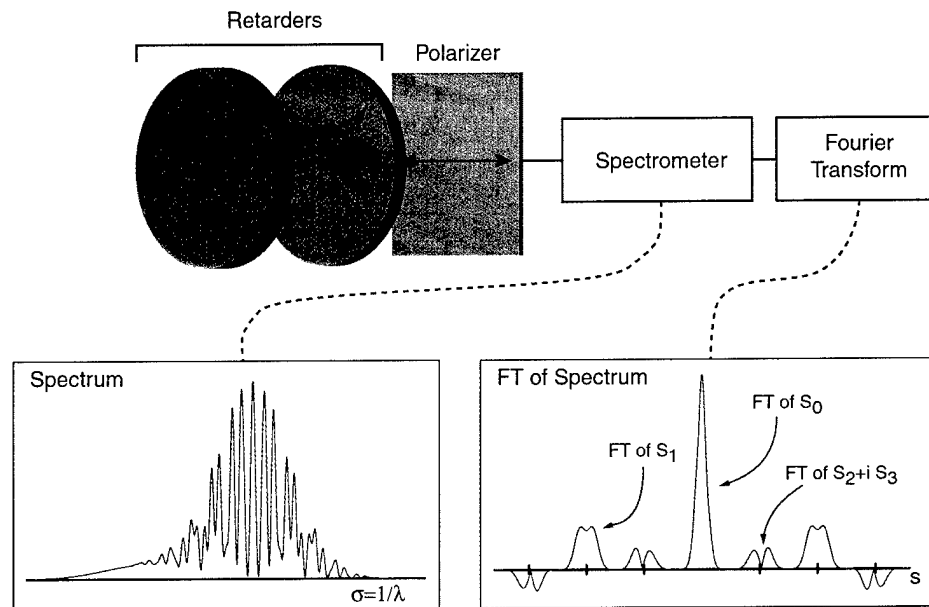 Retarders
Polarizer
Spectrometer
Fourier
Transform
Spectrum
σ=1/λ
FT of Spectrum
FT of S0
FT of S1
FT of S2+i S3
s